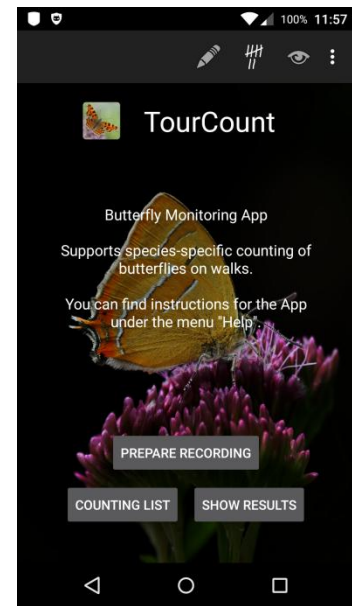 100% 11:57
TourCount
Butterfly Monitoring App
Supports species-specific counting of
butterflies on walks.
You can find instructions for the App
under the menu "Help".
PREPARE RECORDING
COUNTING LIST SHOW RESULTS